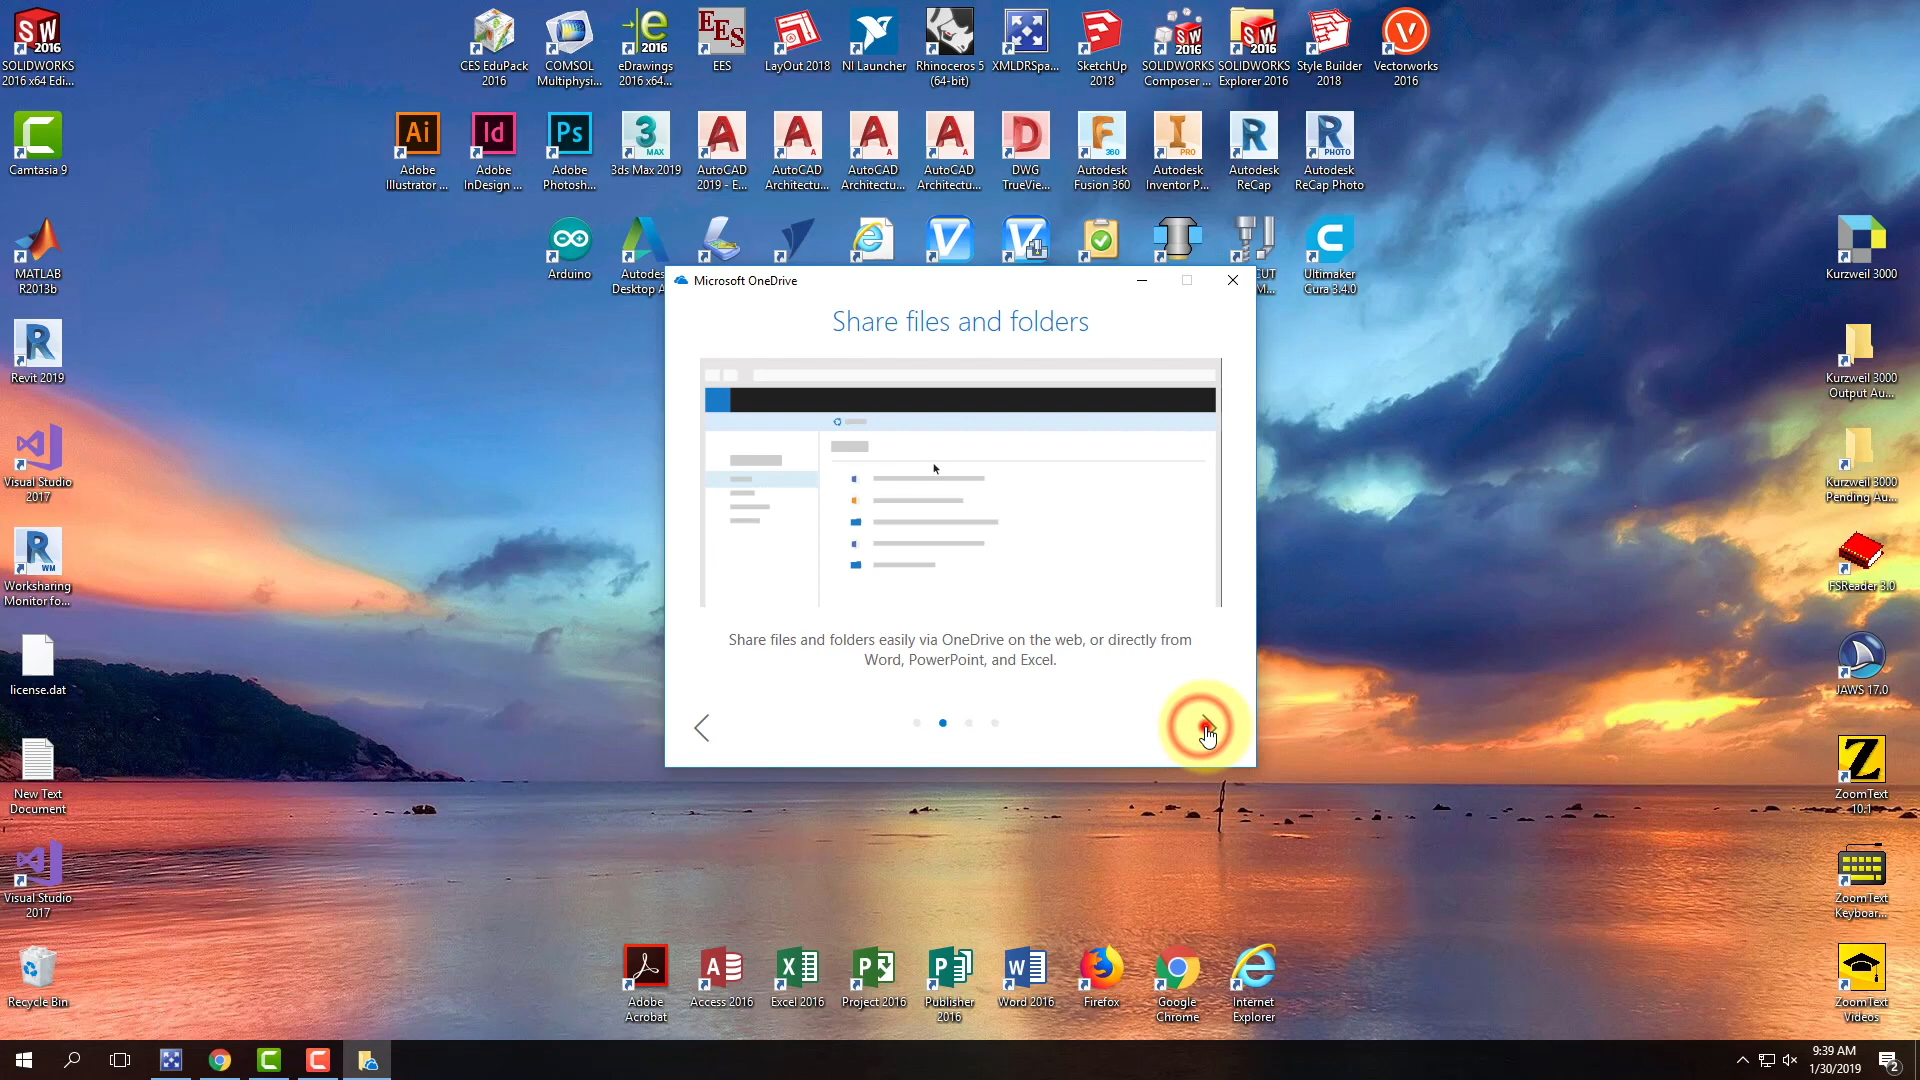 SOLIDWORKS
2016 x64 Edi...
CES EduPack
2016
COMSOL
Multiphysi...
eDrawings
2016 x64...
EES
LayOut 2018
NI Launcher
Rhinoceros 5
(64-bit)
XMLDRSpa...
SketchUp
2018
SOLIDWORKS
Composer ...
SOLIDWORKS
Explorer 2016
Style Builder
2018
Vectorworks
2016
Camtasia 9
Adobe
Illustrator ...
Adobe
InDesign ...
Adobe
Photosh...
3ds Max 2019
AutoCAD
2019 - E...
AutoCAD
Architectu...
AutoCAD
Architectu...
AutoCAD
Architectu...
DWG
TrueVie...
Autodesk
Fusion 360
Autodesk
Inventor P...
Autodesk
ReCap
Autodesk
ReCap Photo
MATLAB
R2013b
Arduino
Autodes
Desktop A
CUT
M...
Ultimaker
Cura 3.4.0
Kurzweil 3000
Microsoft OneDrive
Share files and folders
Share files and folders easily via OneDrive on the web, or directly from
Word, PowerPoint, and Excel.
Revit 2019
Kurzweil 3000
Output Au...
Visual Studio
2017
Kurzweil 3000
Pending Au...
Worksharing
Monitor fo...
FSReader 3.0
license.dat
JAWS 17.0
New Text
Document
ZoomText
10.1
Visual Studio
2017
ZoomText
Keyboar...
Recycle Bin
Adobe
Acrobat
Access 2016
Excel 2016
Project 2016
Publisher
2016
Word 2016
Firefox
Google
Chrome
Internet
Explorer
ZoomText
Videos
9:39 AM
1/30/2019
2